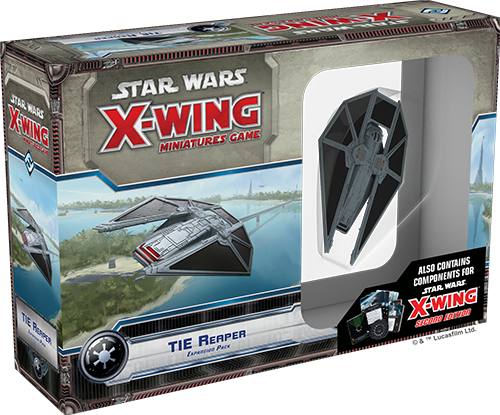 STAR WARS
X-WING
MINIATURES GAME
TIE REAPER
EXPANSION PACK
ALSO CONTAINS
COMPONENTS FOR
STAR WARS
X-WING
SECOND EDITION
© & ™ Lucasfilm Ltd.